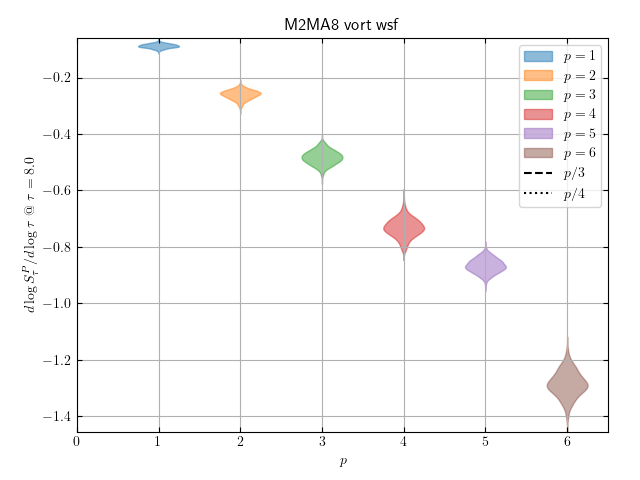 M2MA8 vort wsf
d log S_τ^P / d log τ @ τ = 8.0
−0.2
−0.4
−0.6
−0.8
−1.0
−1.2
−1.4
0 1 2 3 4 5 6
p
p = 1
p = 2
p = 3
p = 4
p = 5
p = 6
p/3
p/4